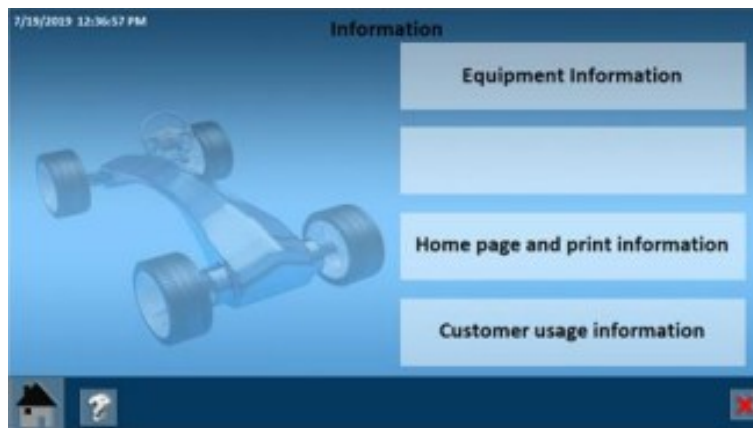 7/19/2019 12:36:57 PM
Information
Equipment Information
Home page and print information
Customer usage information
?